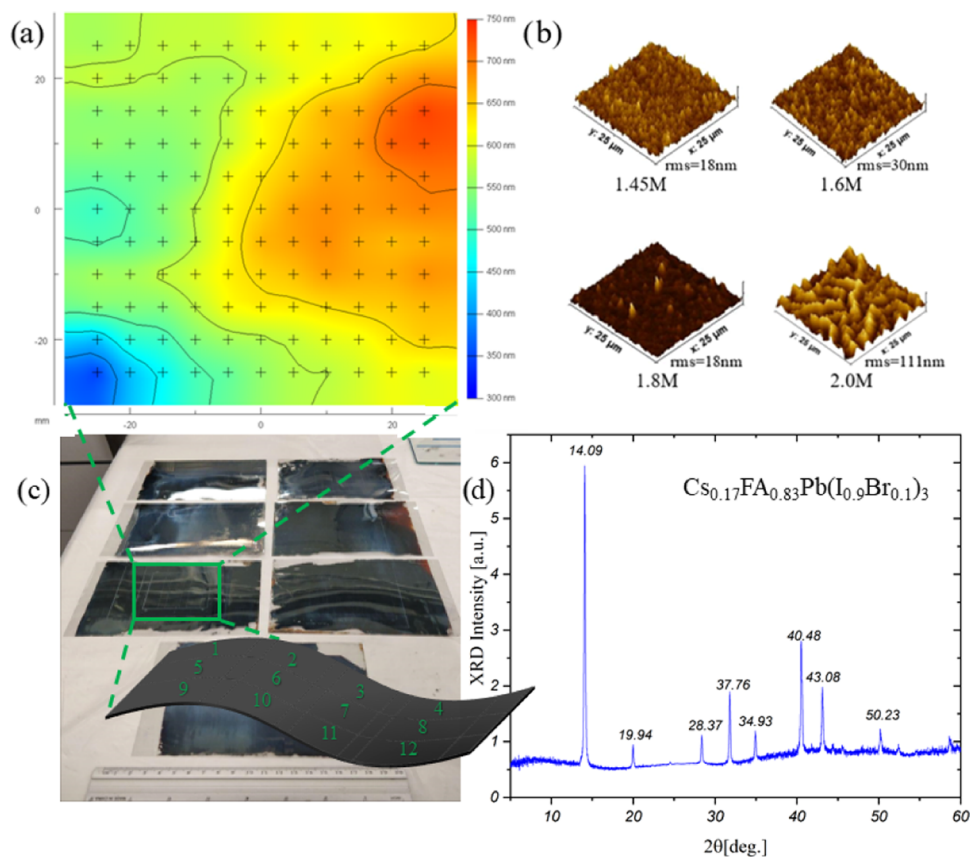 (a)
20
0
-20
mm
-20
0
20
750 nm
700 nm
650 nm
600 nm
550 nm
500 nm
450 nm
400 nm
350 nm
300 nm
(b)
y: 25 µm
x: 25 µm
rms=18nm
1.45M
y: 25 µm
x: 25 µm
rms=30nm
1.6M
y: 25 µm
x: 25 µm
rms=18nm
1.8M
y: 25 µm
x: 25 µm
rms=111nm
2.0M
(c)
1
2
3
4
5
6
7
8
9
10
11
12
(d)
Cs0.17FA0.83Pb(I0.9Br0.1)3
XRD Intensity [a.u.]
6
5
4
3
2
1
0
14.09
19.94
28.37
37.76
34.93
40.48
43.08
50.23
10
20
30
40
50
60
2θ[deg.]